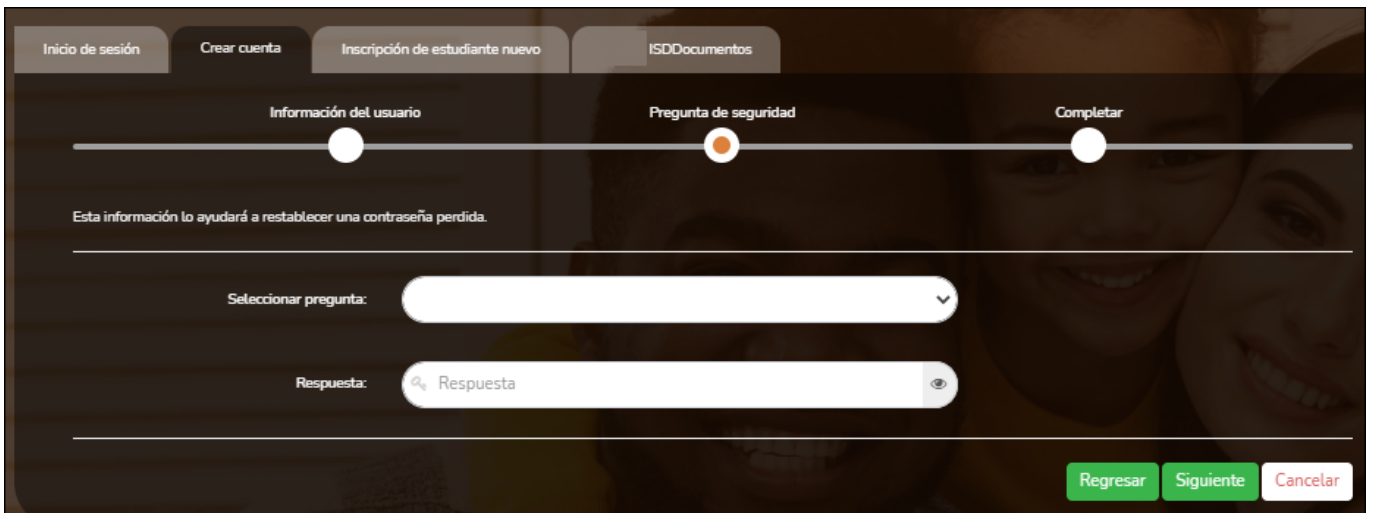 Inicio de sesión
Crear cuenta
Inscripción de estudiante nuevo
ISDDocumentos
Información del usuario
Pregunta de seguridad
Completar
Esta información lo ayudará a restablecer una contraseña perdida.
Seleccionar pregunta:
Respuesta:
Respuesta
Regresar
Siguiente
Cancelar